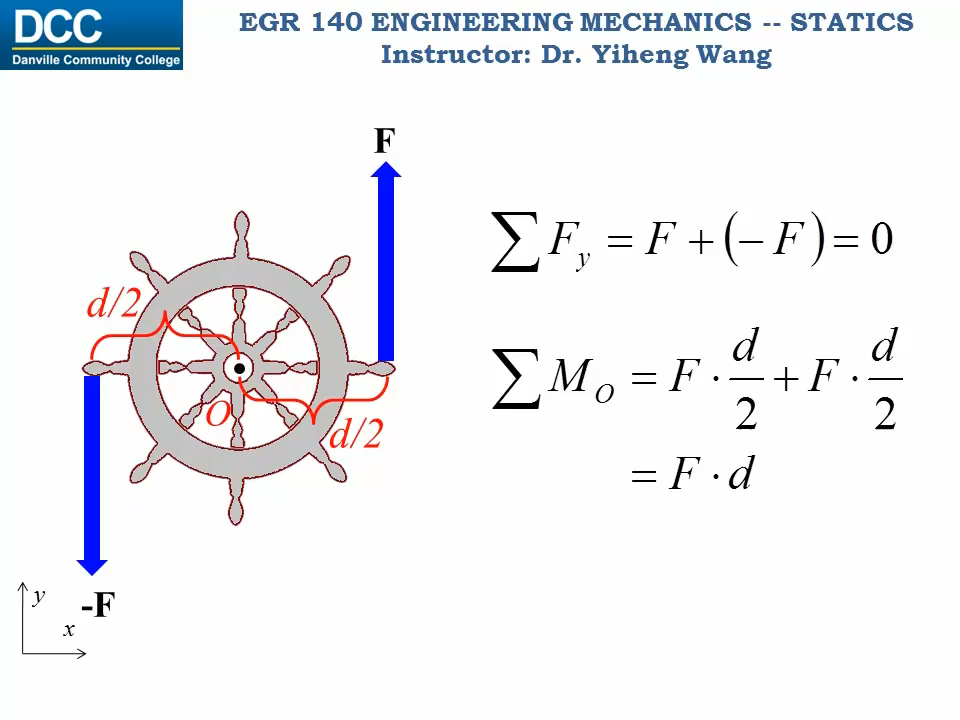 DCC
Danville Community College
EGR 140 ENGINEERING MECHANICS -- STATICS
Instructor: Dr. Yiheng Wang
F
d/2
O
d/2
-F
y
x
∑ F_y = F + (− F) = 0
∑ M_O = F · d/2 + F · d/2
= F · d